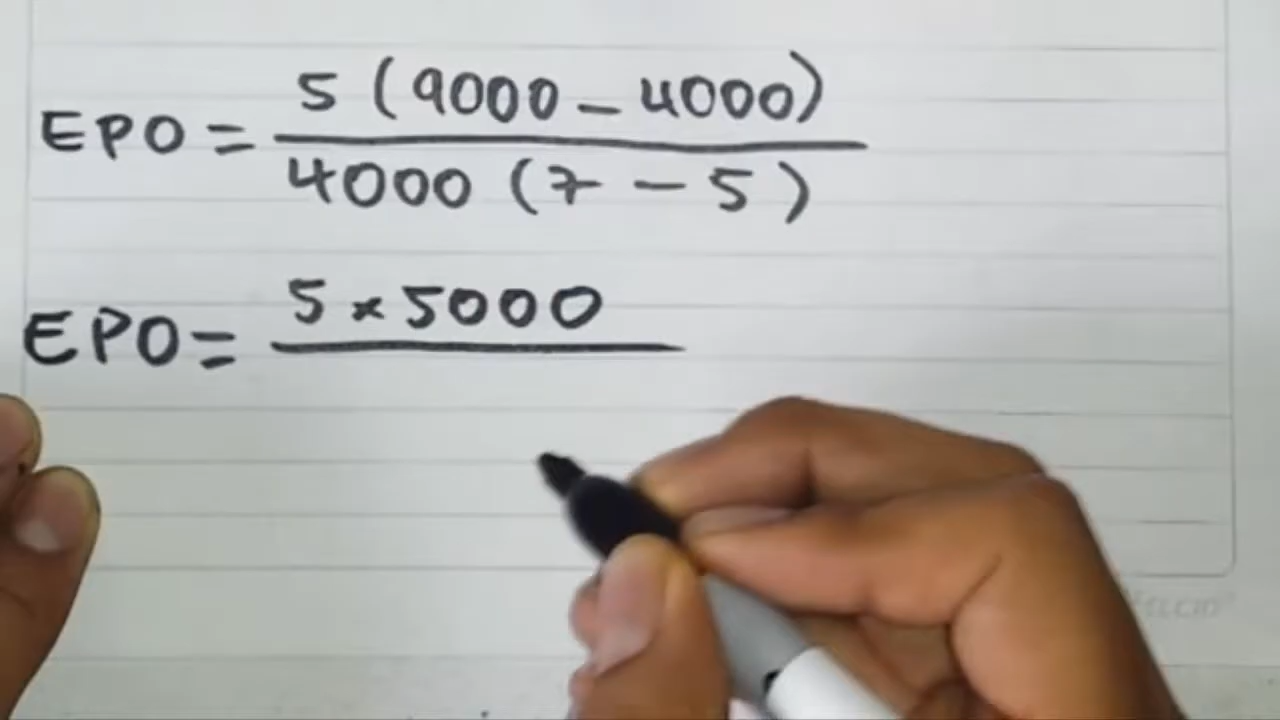 EPO = 5 (9000 - 4000)
4000 (7 - 5)
EPO = 5 × 5000